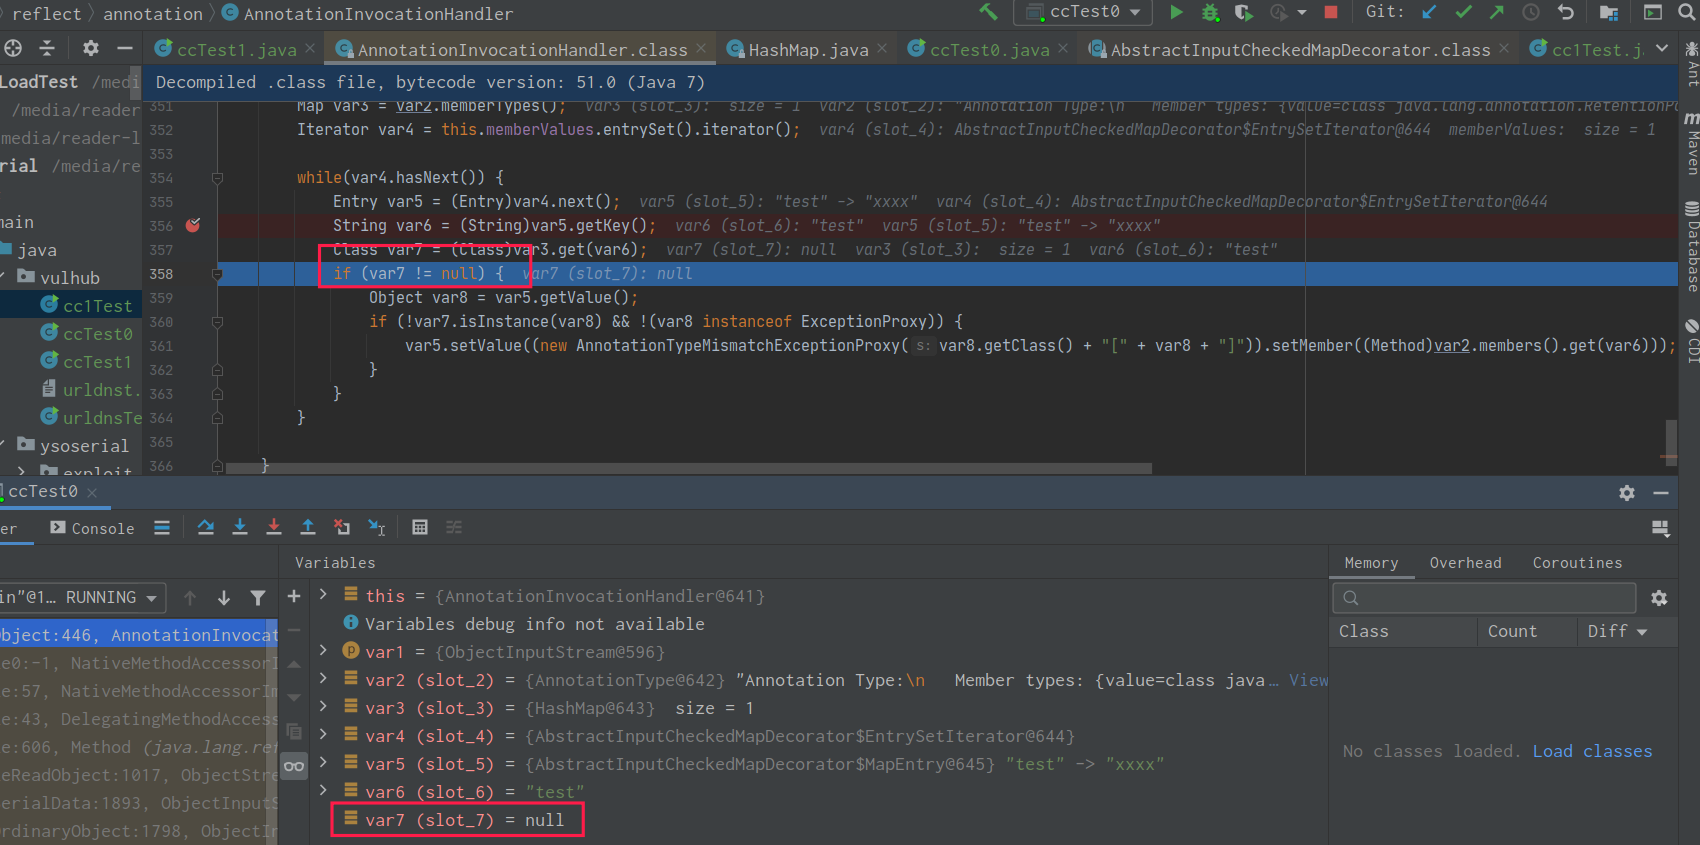 reflect annotation AnnotationInvocationHandler ccTest0 Git:
ccTest1.java AnnotationInvocationHandler.class HashMap.java ccTest0.java AbstractInputCheckedMapDecorator.class cc1Test.j
LoadTest /medi
/media/reader
media/reader-l
rial /media/re
main
java
vulhub
cc1Test
ccTest0
ccTest1
urldnst.
urldnsTe
ysoserial
exploit
Decompiled .class file, bytecode version: 51.0 (Java 7)
351 Map var3 = var2.memberTypes(); var3 (slot_3): size = 1 var2 (slot_2): "Annotation Type:\n Member types: {value=class java.lang.annotation.RetentionPo
352 Iterator var4 = this.memberValues.entrySet().iterator(); var4 (slot_4): AbstractInputCheckedMapDecorator$EntrySetIterator@644 memberValues: size = 1
353
354 while(var4.hasNext()) {
355 Entry var5 = (Entry)var4.next(); var5 (slot_5): "test" -> "xxxx" var4 (slot_4): AbstractInputCheckedMapDecorator$EntrySetIterator@644
356 String var6 = (String)var5.getKey(); var6 (slot_6): "test" var5 (slot_5): "test" -> "xxxx"
357 Class var7 = (Class)var3.get(var6); var7 (slot_7): null var3 (slot_3): size = 1 var6 (slot_6): "test"
358 if (var7 != null) { var7 (slot_7): null
359 Object var8 = var5.getValue();
360 if (!var7.isInstance(var8) && !(var8 instanceof ExceptionProxy)) {
361 var5.setValue((new AnnotationTypeMismatchExceptionProxy( s: var8.getClass() + "[" + var8 + "]")).setMember((Method)var2.members().get(var6)));
362 }
363 }
364 }
365
366 }
Ant
Maven
Database
CDI
ccTest0
er Console
Variables
Memory Overhead Coroutines
in"@1... RUNNING
Object:446, AnnotationInvocat
e0:-1, NativeMethodAccessorI
e:57, NativeMethodAccessorIm
e:43, DelegatingMethodAccess
e:606, Method (java.lang.ref
eReadObject:1017, ObjectStre
erialData:1893, ObjectInputS
OrdinaryObject:1798, ObjectIn
this = {AnnotationInvocationHandler@641}
Variables debug info not available
var1 = {ObjectInputStream@596}
var2 (slot_2) = {AnnotationType@642} "Annotation Type:\n Member types: {value=class java... View
var3 (slot_3) = {HashMap@643} size = 1
var4 (slot_4) = {AbstractInputCheckedMapDecorator$EntrySetIterator@644}
var5 (slot_5) = {AbstractInputCheckedMapDecorator$MapEntry@645} "test" -> "xxxx"
var6 (slot_6) = "test"
var7 (slot_7) = null
Class Count Diff
No classes loaded. Load classes